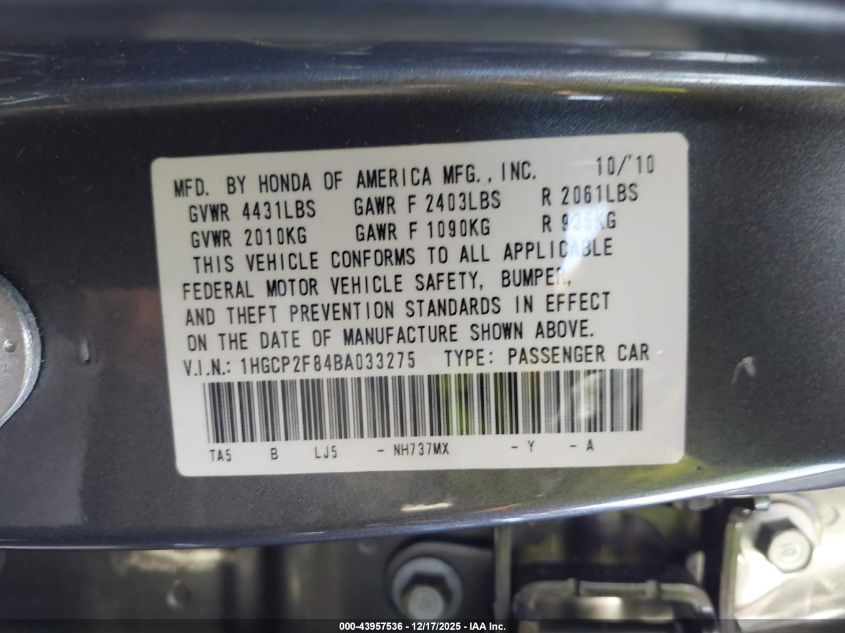 MFD. BY HONDA OF AMERICA MFG., INC. 10/'10
GVWR 4431LBS GAWR F 2403LBS R 2061LBS
GVWR 2010KG GAWR F 1090KG R 935KG
THIS VEHICLE CONFORMS TO ALL APPLICABLE
FEDERAL MOTOR VEHICLE SAFETY, BUMPER,
AND THEFT PREVENTION STANDARDS IN EFFECT
ON THE DATE OF MANUFACTURE SHOWN ABOVE.
V.I.N.: 1HGCP2F84BA033275 TYPE: PASSENGER CAR
TA5 B LJ5 - NH737MX - Y - A
000-43957536 - 12/17/2025 - IAA Inc.